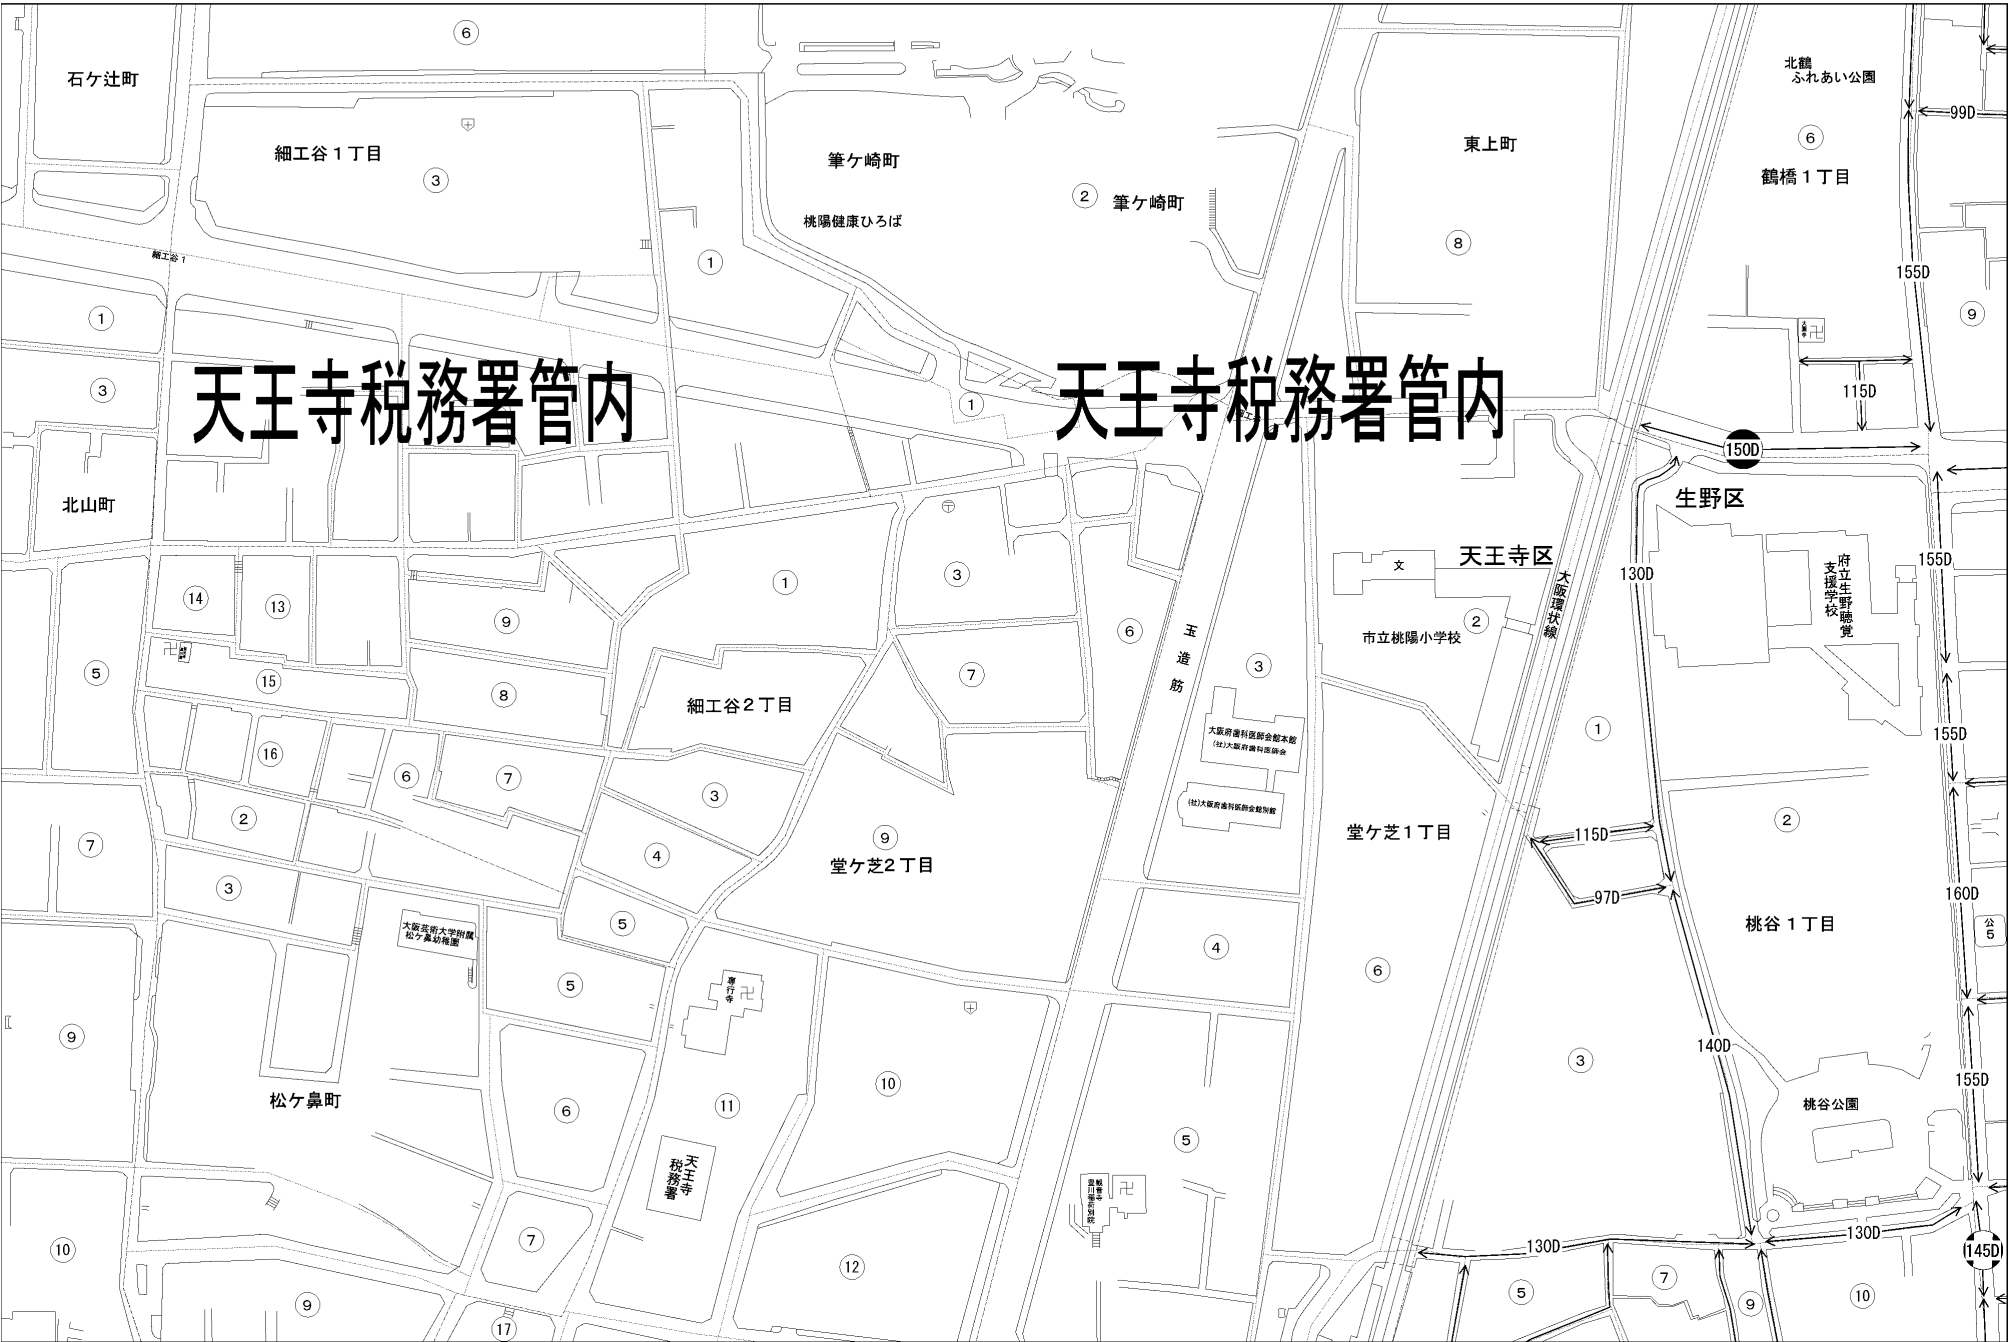 ⑥
石ケ辻町
北鶴
ふれあい公園
99D
細工谷1丁目
③
筆ケ崎町
東上町
⑥
鶴橋1丁目
②
筆ケ崎町
桃陽健康ひろば
⑧
細工谷1
①
155D
①
⑨
③
天王寺税務署管内
①
天王寺税務署管内
115D
150D
北山町
生野区
〒
天王寺区
155D
文
130D
府立生野聴覚
支援学校
大阪環状線
⑭
⑬
①
③
⑨
⑥
玉造筋
②
市立桃陽小学校
⑤
⑮
⑧
⑦
③
細工谷2丁目
①
155D
大阪府歯科医師会館本館
(社)大阪府歯科医師会
⑯
⑥
⑦
③
(社)大阪府歯科医師会館別館
②
⑨
堂ケ芝1丁目
115D
②
⑦
④
堂ケ芝2丁目
③
97D
160D
桃谷1丁目
公
5
⑤
大阪芸術大学附属
松ケ鼻幼稚園
④
⑥
⑤
専行寺
⑨
140D
③
155D
⑩
松ケ鼻町
⑥
⑪
桃谷公園
⑤
天王寺
税務署
観音寺
豊川稲荷別院
⑩
⑦
130D
130D
145D
⑫
⑦
⑤
⑨
⑨
⑩
⑰